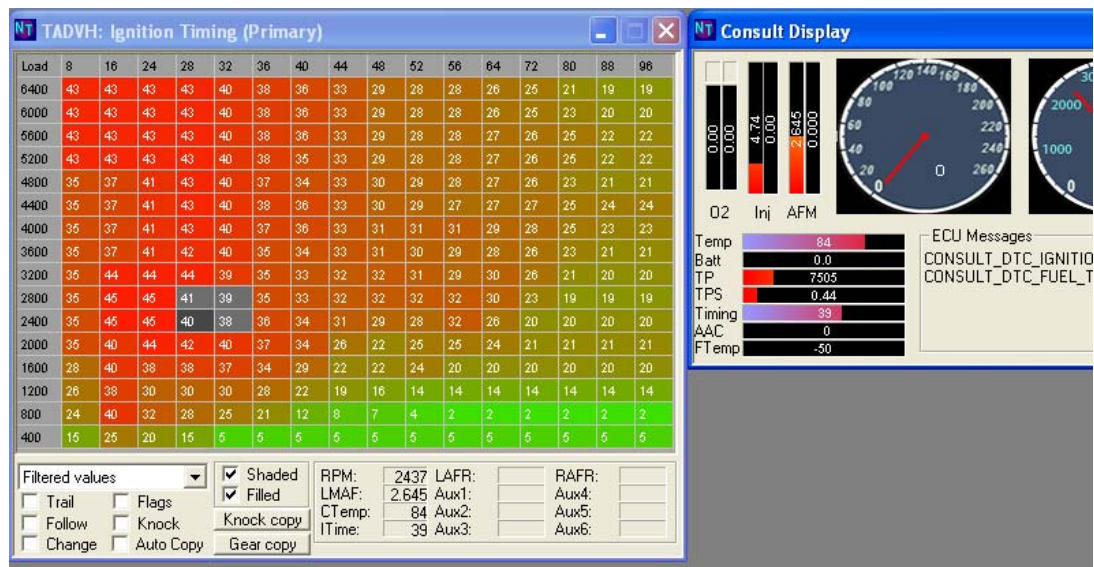 TADVH: Ignition Timing (Primary)
Load 8 16 24 28 32 36 40 44 48 52 56 64 72 80 88 96
6400 43 43 43 43 40 38 36 33 29 28 28 26 25 21 19 19
6000 43 43 43 43 40 38 36 33 29 28 28 26 25 23 20 20
5600 43 43 43 43 40 38 36 33 29 28 28 27 26 25 22 22
5200 43 43 43 43 40 38 35 33 29 28 28 27 26 25 22 22
4800 35 37 41 43 40 37 34 33 30 29 28 27 26 23 21 21
4400 35 37 41 43 40 38 36 33 30 29 27 27 27 25 24 24
4000 35 37 41 43 40 37 36 33 31 31 31 29 28 25 23 23
3600 35 37 41 42 40 35 34 33 31 30 29 28 26 23 21 21
3200 35 44 44 44 39 35 33 32 32 31 29 30 26 21 20 20
2800 35 45 45 41 39 35 33 32 32 32 32 30 23 19 19 19
2400 35 45 45 40 38 36 34 31 29 28 32 26 20 20 20 20
2000 35 40 44 42 40 37 34 26 22 25 25 24 21 21 21 21
1600 28 40 38 38 37 34 29 22 22 24 20 20 20 20 20 20
1200 26 38 30 30 30 28 22 19 16 14 14 14 14 14 14 14
800 24 40 32 28 25 21 12 8 7 4 2 2 2 2 2 2
400 15 25 20 15 5 5 5 5 5 5 5 5 5 5 5 5
Filtered values
Trail Flags
Follow Knock
Change Auto Copy
Shaded
Filled
Knock copy
Gear copy
RPM: 2437 LAFR: RAFR:
LMAF: 2.645 Aux1: Aux4:
CTemp: 84 Aux2: Aux5:
ITime: 39 Aux3: Aux6:
Consult Display
0.00 0.00 4.74 0.00 2.645 0.000
O2 Inj AFM
0 20 40 60 80 100 120 140 160 180 200 220 240 260
0
0 1000 2000 30
Temp 84
Batt 0.0
TP 7505
TPS 0.44
Timing 39
AAC 0
FTemp -50
ECU Messages
CONSULT_DTC_IGNITIO
CONSULT_DTC_FUEL_T